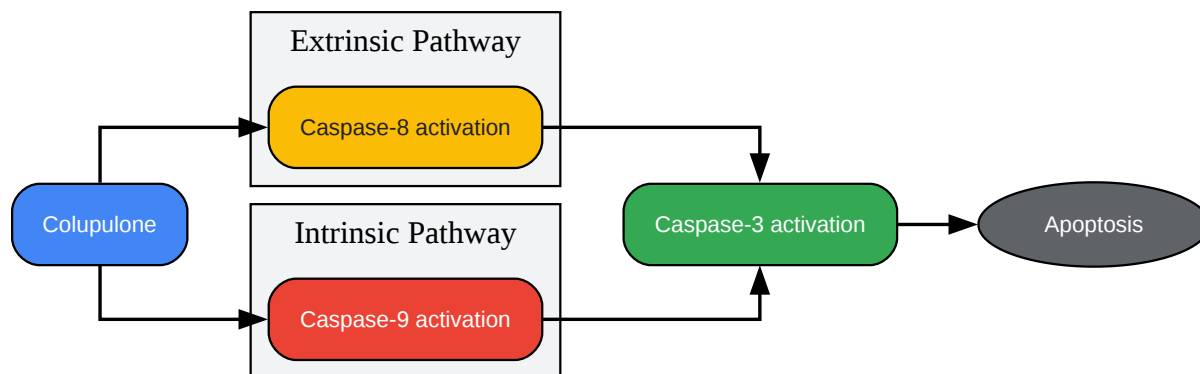 Extrinsic Pathway
Caspase-8 activation
Colupulone
Intrinsic Pathway
Caspase-9 activation
Caspase-3 activation
Apoptosis